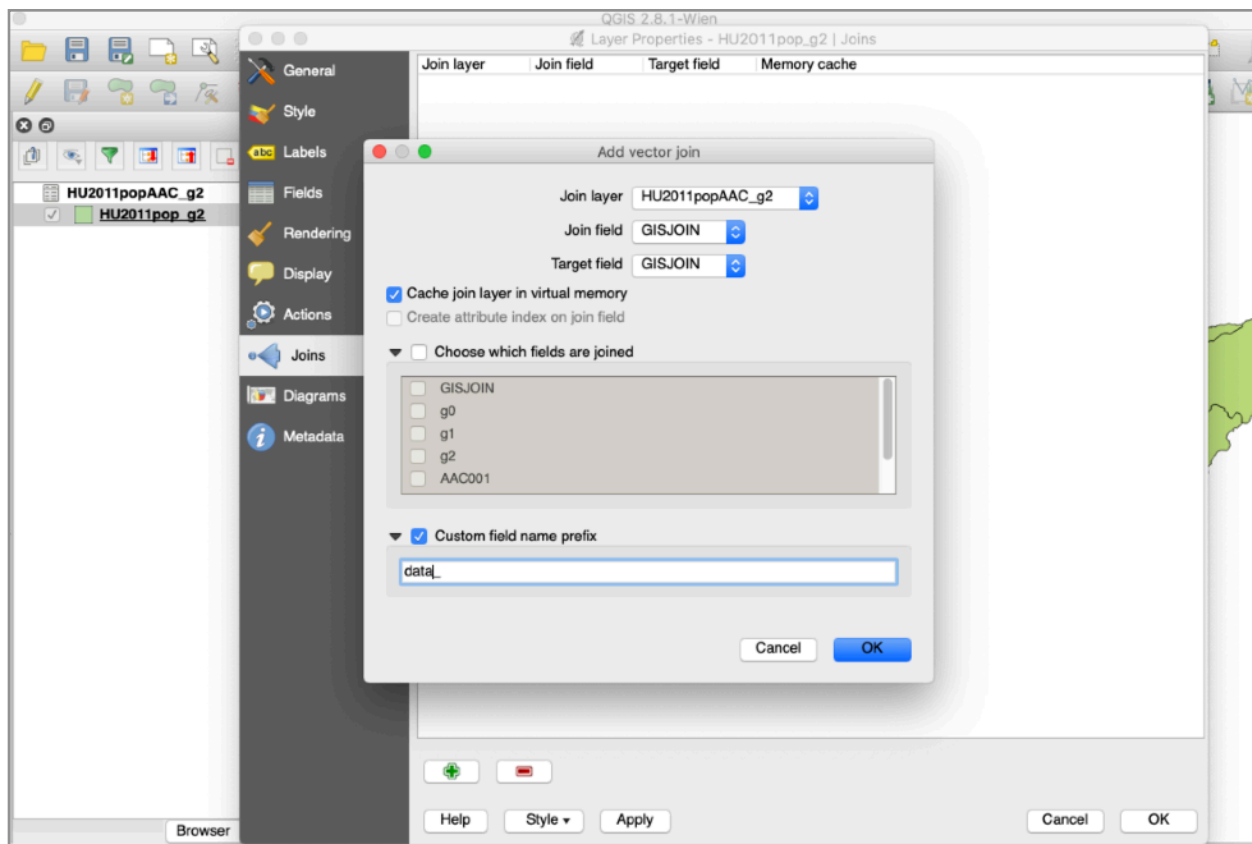 QGIS 2.8.1-Wien
Layer Properties - HU2011pop_g2 | Joins
HU2011popAAC_g2
HU2011pop_g2
Browser
General
Style
abc Labels
Fields
Rendering
Display
Actions
Joins
Diagrams
i Metadata
Join layer Join field Target field Memory cache
Add vector join
Join layer HU2011popAAC_g2
Join field GISJOIN
Target field GISJOIN
Cache join layer in virtual memory
Create attribute index on join field
Choose which fields are joined
GISJOIN
g0
g1
g2
AAC001
Custom field name prefix
data_
Cancel OK
Help Style Apply Cancel OK